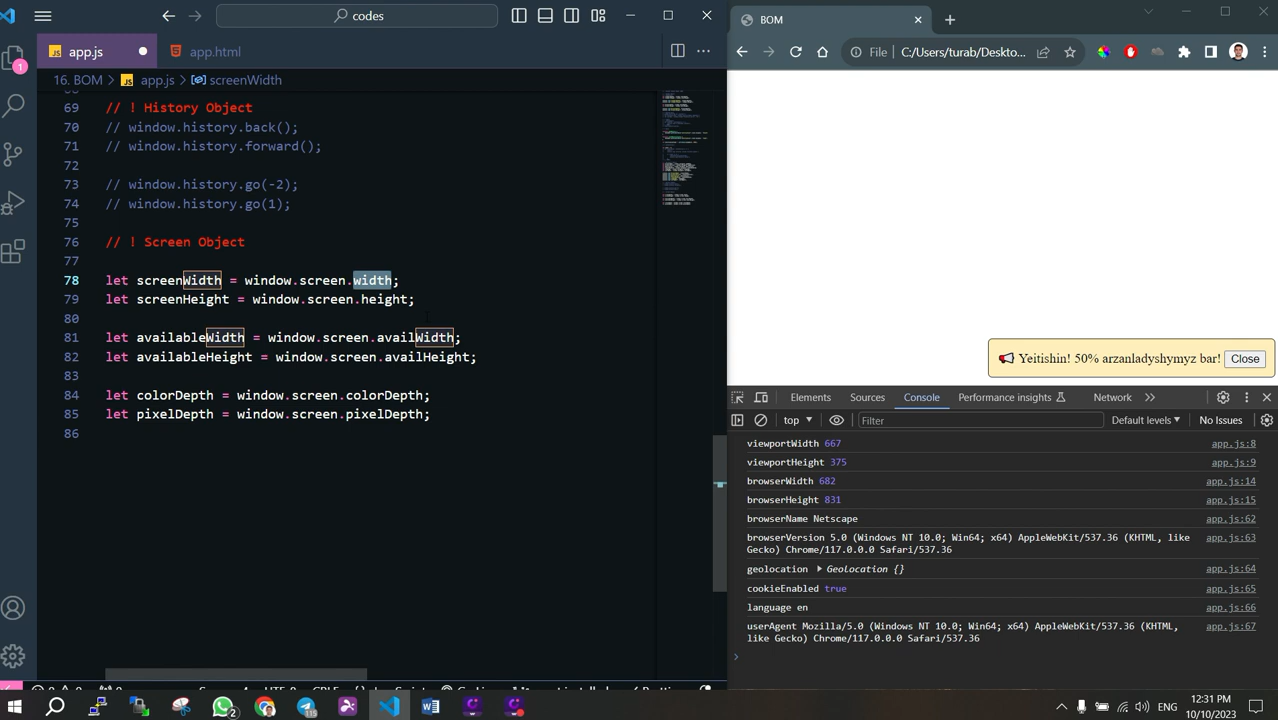 codes
app.js
app.html
16. BOM > app.js > screenWidth
69 // ! History Object
70 // window.history.back();
71 // window.history.forward();
72
73 // window.history.go(-2);
74 // window.history.go(1);
75
76 // ! Screen Object
77
78 let screenWidth = window.screen.width;
79 let screenHeight = window.screen.height;
80
81 let availableWidth = window.screen.availWidth;
82 let availableHeight = window.screen.availHeight;
83
84 let colorDepth = window.screen.colorDepth;
85 let pixelDepth = window.screen.pixelDepth;
86
1
BOM
File C:/Users/turab/Deskto...
📢 Yeitishin! 50% arzanladyshymyz bar! Close
Elements Sources Console Performance insights Network
top Filter Default levels No Issues
viewportWidth 667 app.js:8
viewportHeight 375 app.js:9
browserWidth 682 app.js:14
browserHeight 831 app.js:15
browserName Netscape app.js:62
browserVersion 5.0 (Windows NT 10.0; Win64; x64) AppleWebKit/537.36 (KHTML, like app.js:63
Gecko) Chrome/117.0.0.0 Safari/537.36
geolocation ▶ Geolocation {} app.js:64
cookieEnabled true app.js:65
language en app.js:66
userAgent Mozilla/5.0 (Windows NT 10.0; Win64; x64) AppleWebKit/537.36 (KHTML, app.js:67
like Gecko) Chrome/117.0.0.0 Safari/537.36
2 115 ENG 12:31 PM
10/10/2023